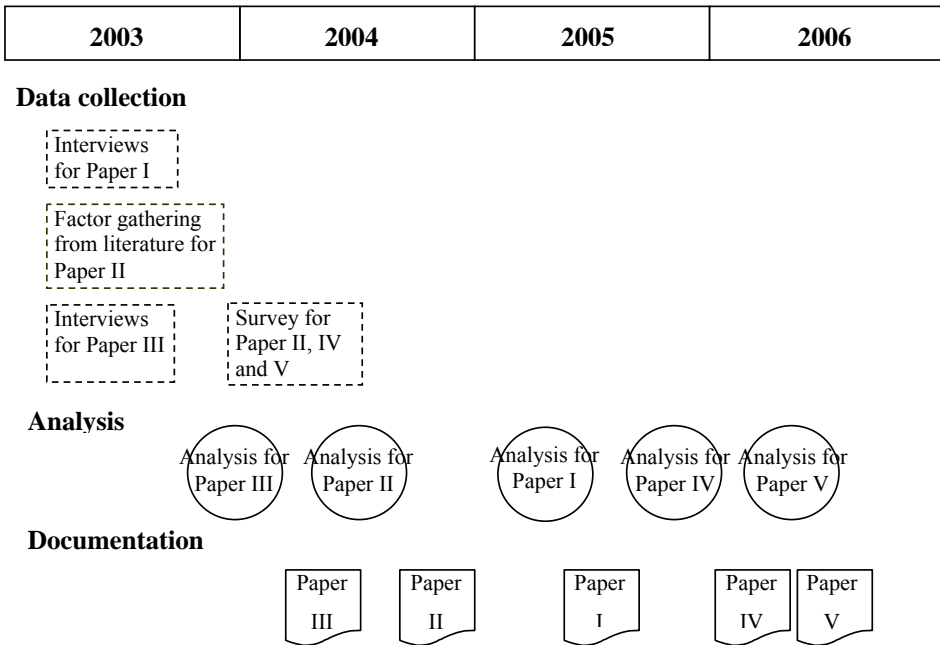 2003 2004 2005 2006
Data collection
Interviews
for Paper I
Factor gathering
from literature for
Paper II
Interviews
for Paper III
Survey for
Paper II, IV
and V
Analysis
Analysis for
Paper III
Analysis for
Paper II
Analysis for
Paper I
Analysis for
Paper IV
Analysis for
Paper V
Documentation
Paper
III
Paper
II
Paper
I
Paper
IV
Paper
V